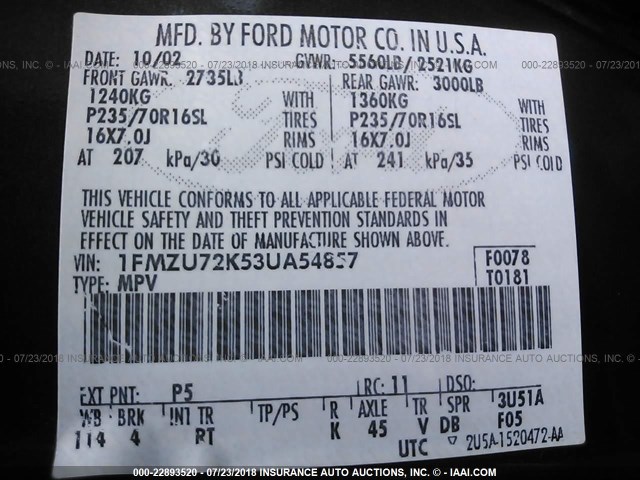 MFD. BY FORD MOTOR CO. IN U.S.A.
DATE: 10/02 GVWR: 5560LB / 2521KG
FRONT GAWR: 2735LB REAR GAWR: 3000LB
1240KG WITH 1360KG WITH
P235/70R16SL TIRES P235/70R16SL TIRES
16X7.0J RIMS 16X7.0J RIMS
AT 207 kPa/30 PSI COLD AT 241 kPa/35 PSI COLD
THIS VEHICLE CONFORMS TO ALL APPLICABLE FEDERAL MOTOR
VEHICLE SAFETY AND THEFT PREVENTION STANDARDS IN
EFFECT ON THE DATE OF MANUFACTURE SHOWN ABOVE.
VIN: 1FMZU72K53UA54857 F0078
TYPE: MPV T0181
EXT PNT: P5 RC: 11 DSO:
WB BRK INT TR TP/PS R AXLE TR SPR 3U51A
114 4 PT K 45 V DB F05
UTC ▽ 2U5A-1520472-AA
000-22893520 - 07/23/2018 INSURANCE AUTO AUCTIONS, INC. © - IAAI.COM